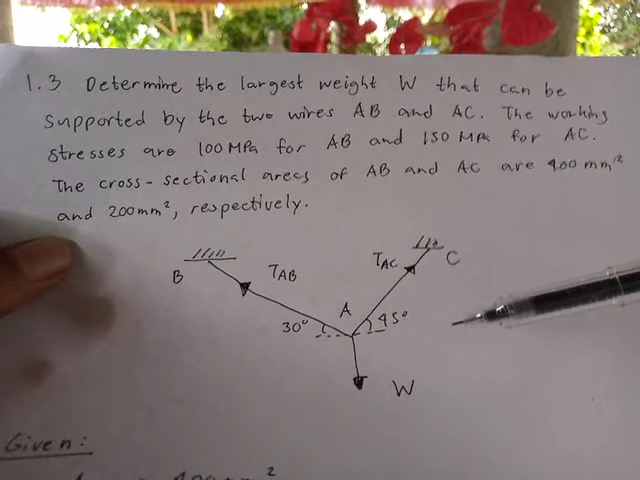 1.3 Determine the largest weight W that can be
supported by the two wires AB and AC. The working
stresses are 100 MPa for AB and 150 MPa for AC.
The cross-sectional areas of AB and AC are 400 mm²
and 200mm², respectively.
B TAB TAC C
A
30° 45°
W
Given: